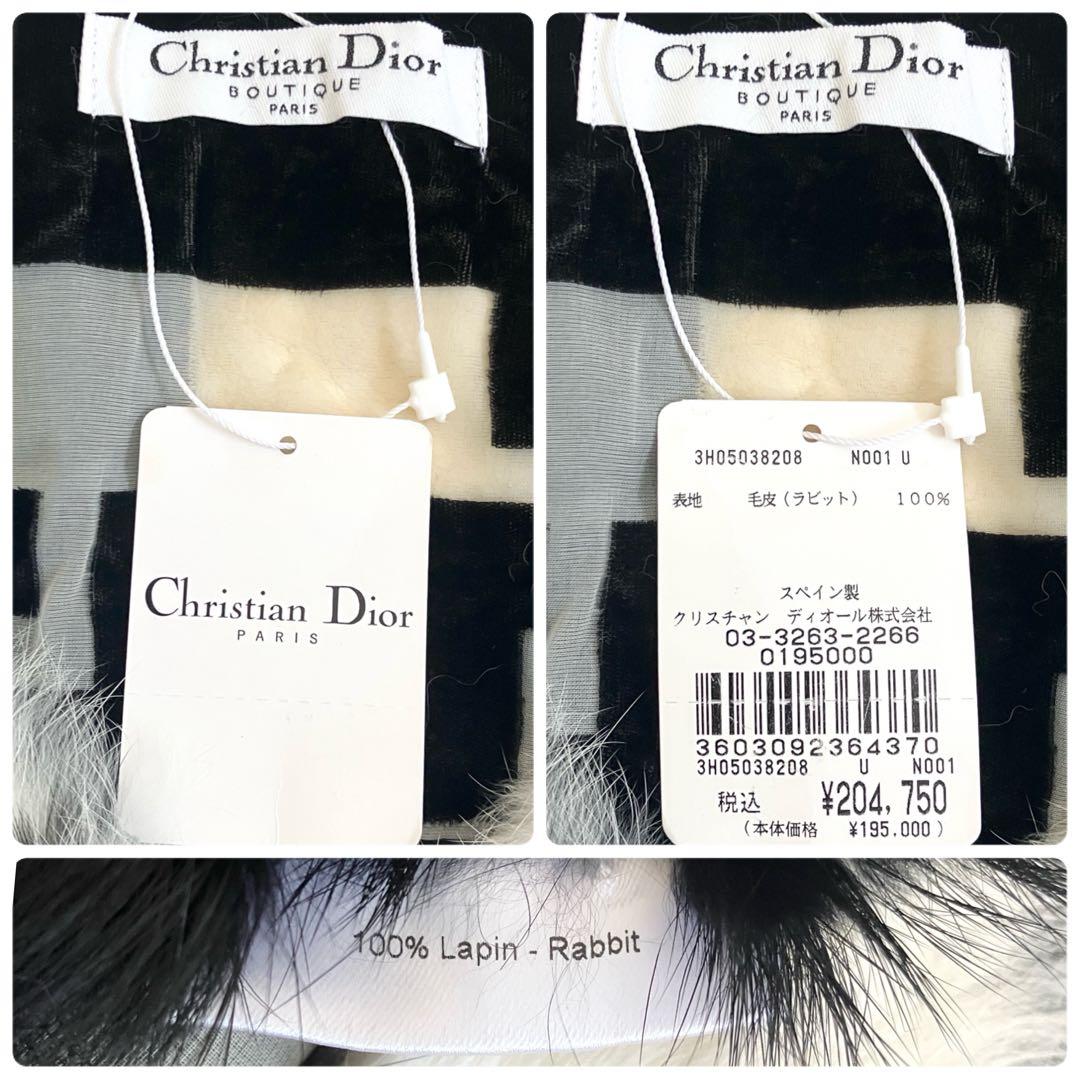 Christian Dior
BOUTIQUE
PARIS
Christian Dior
PARIS
Christian Dior
BOUTIQUE
PARIS
3H05038208 N001 U
表地 毛皮(ラビット) 100%
スペイン製
クリスチャン ディオール株式会社
03-3263-2266
0195000
3603092364370
3H05038208 U N001
税込 ¥204,750
(本体価格 ¥195.000)
100% Lapin - Rabbit